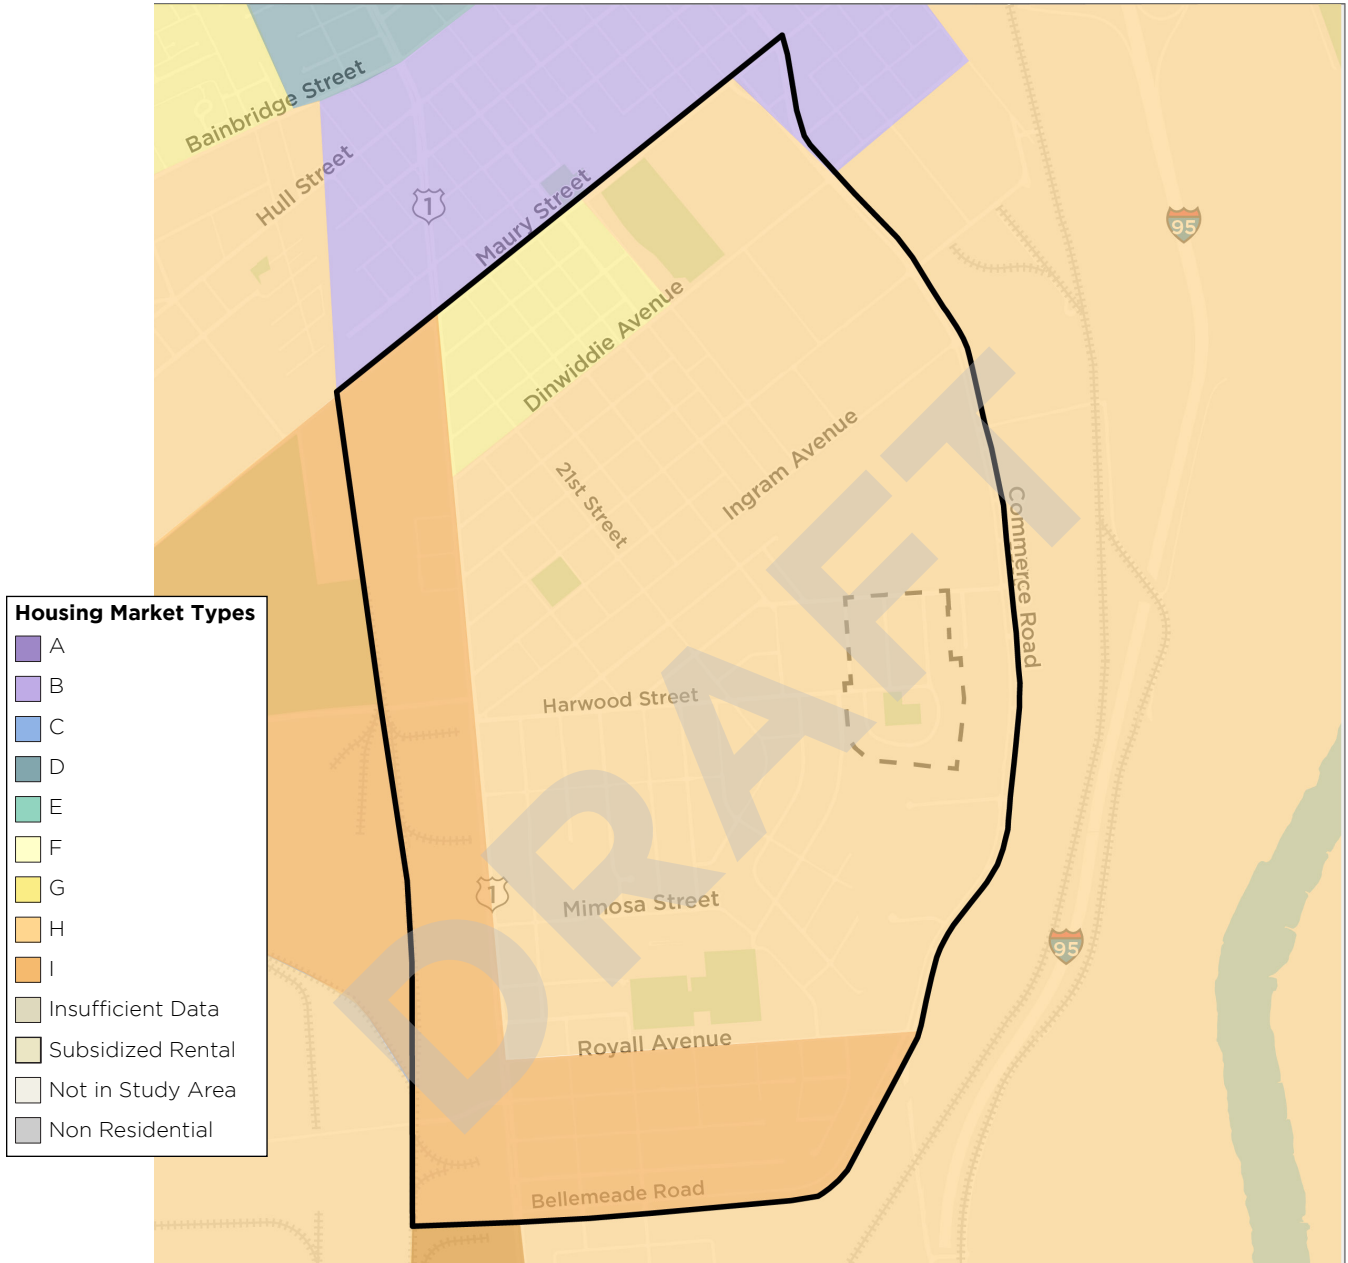 Bainbridge Street
Hull Street
1
Maury Street
95
Dinwiddie Avenue
21st Street
Ingram Avenue
Commerce Road
Housing Market Types
A
B
C
D
E
F
G
H
I
Insufficient Data
Subsidized Rental
Not in Study Area
Non Residential
Harwood Street
DRAFT
1
Mimosa Street
95
Royall Avenue
Bellemeade Road